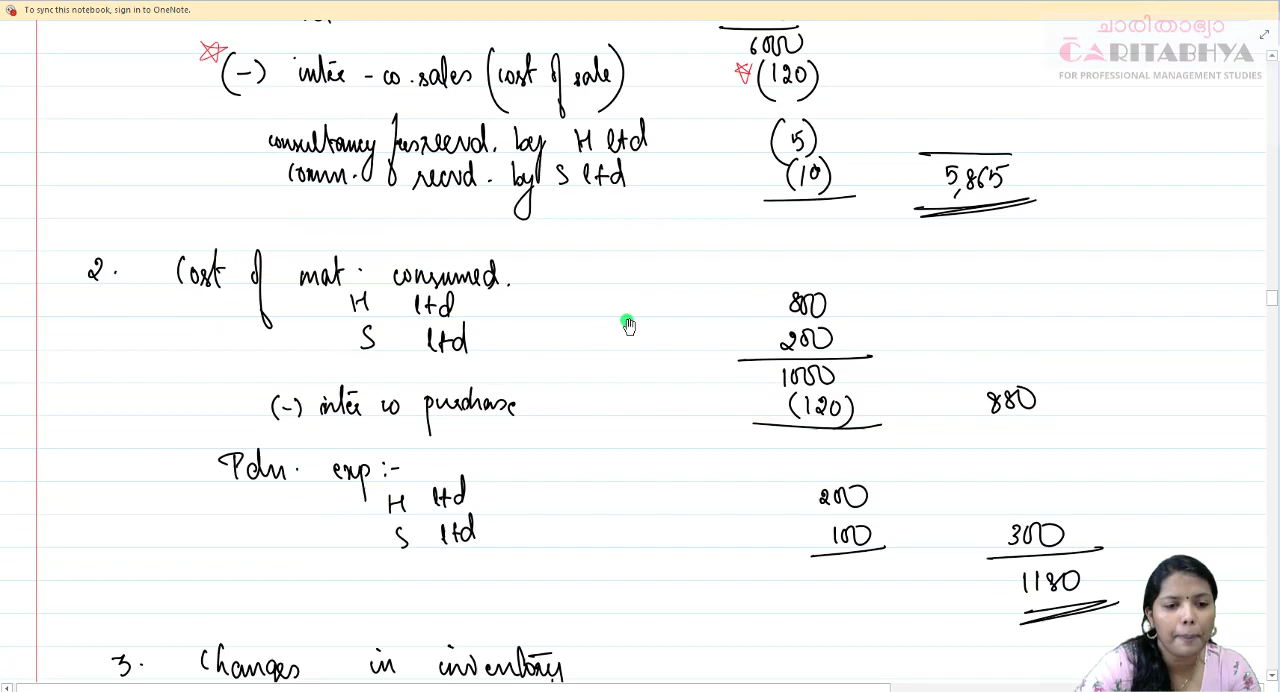 To sync this notebook, sign in to OneNote.
ചാരിതാഭ്യാ
CARITABHYA
FOR PROFESSIONAL MANAGEMENT STUDIES
6000
(-) inter - co. sales (cost of sale) (120)
consultancy fees recvd. by H ltd (5)
comm. recvd. by S ltd (10) 5,865
2. Cost of mat. consumed.
H ltd 800
S ltd 200
1000
(-) inter co purchase (120) 880
Pdn. exp :-
H ltd 200
S ltd 100 300
1180
3. Changes in inventory